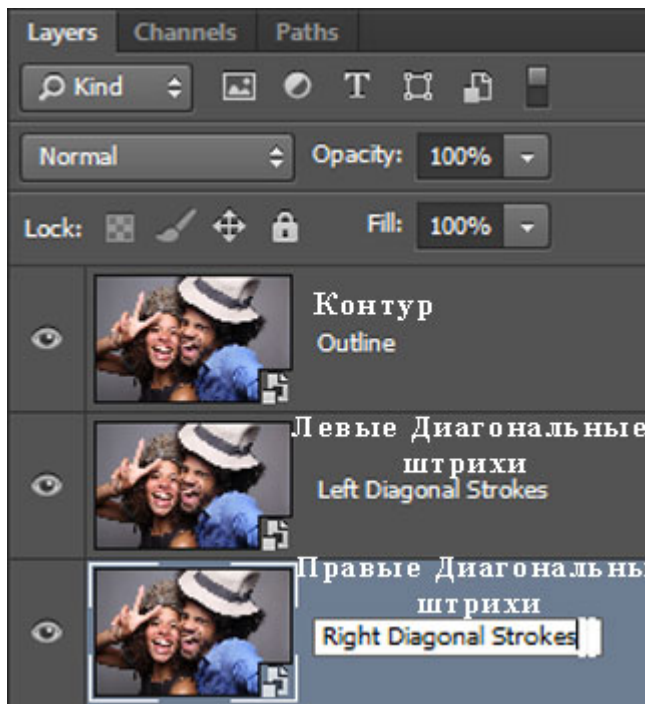 Layers Channels Paths
Kind T
Normal Opacity: 100%
Lock: Fill: 100%
Контур
Outline
Левые Диагональные
штрихи
Left Diagonal Strokes
Правые Диагональны
штрихи
Right Diagonal Strokes